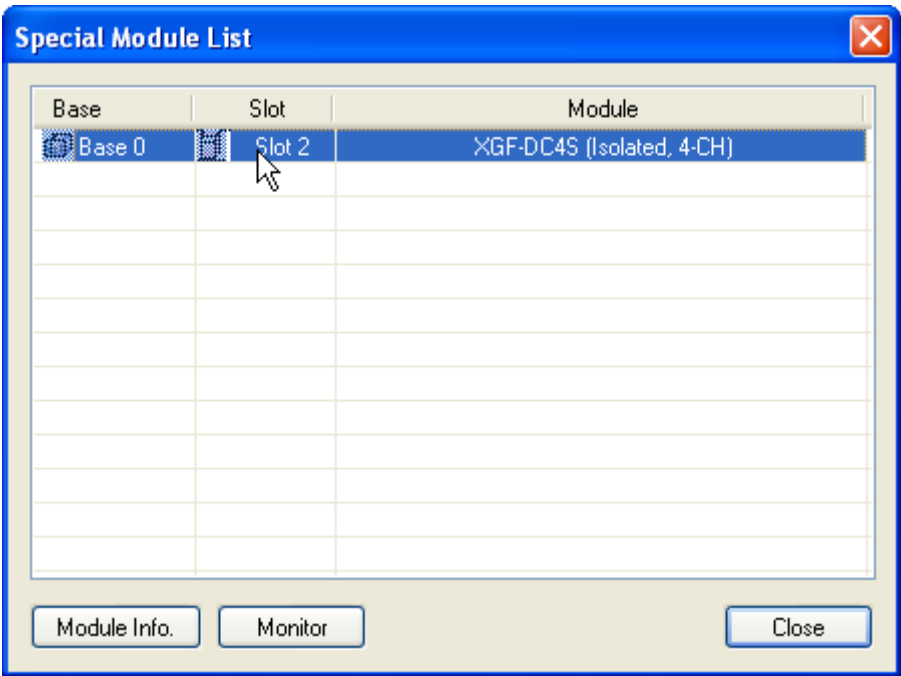 Special Module List
Base Slot Module
Base 0 Slot 2 XGF-DC4S (Isolated, 4-CH)
Module Info. Monitor Close